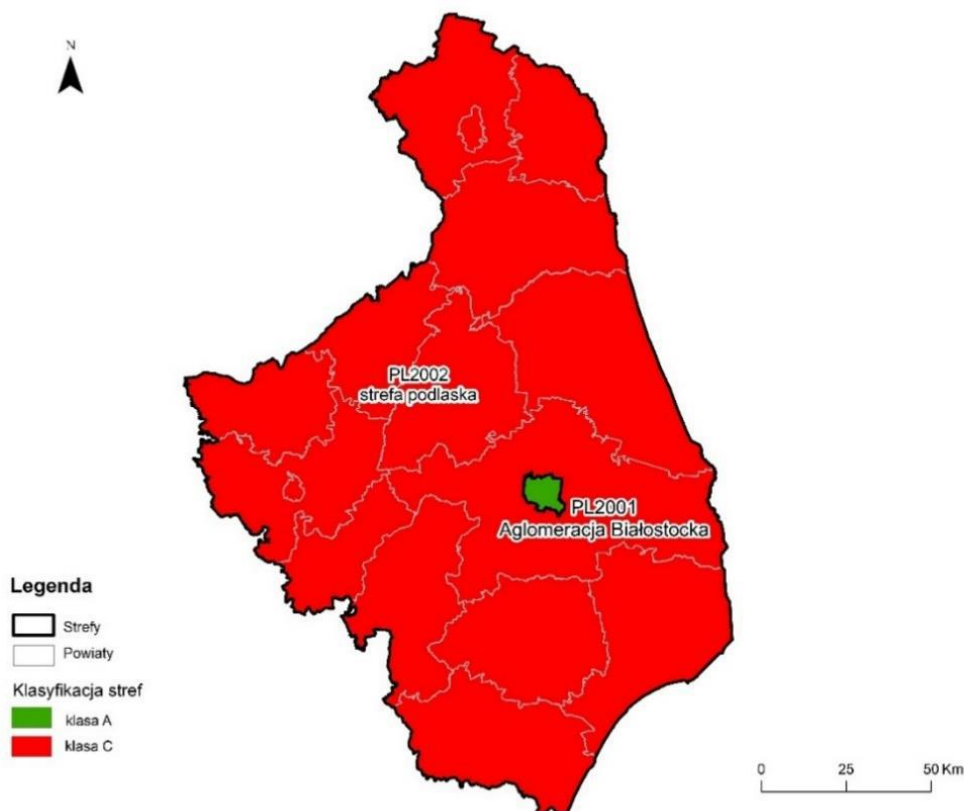 N
PL2002
strefa podlaska
PL2001
Aglomeracja Białostocka
Legenda
Strefy
Powiaty
Klasyfikacja stref
klasa A
klasa C
0 25 50 Km